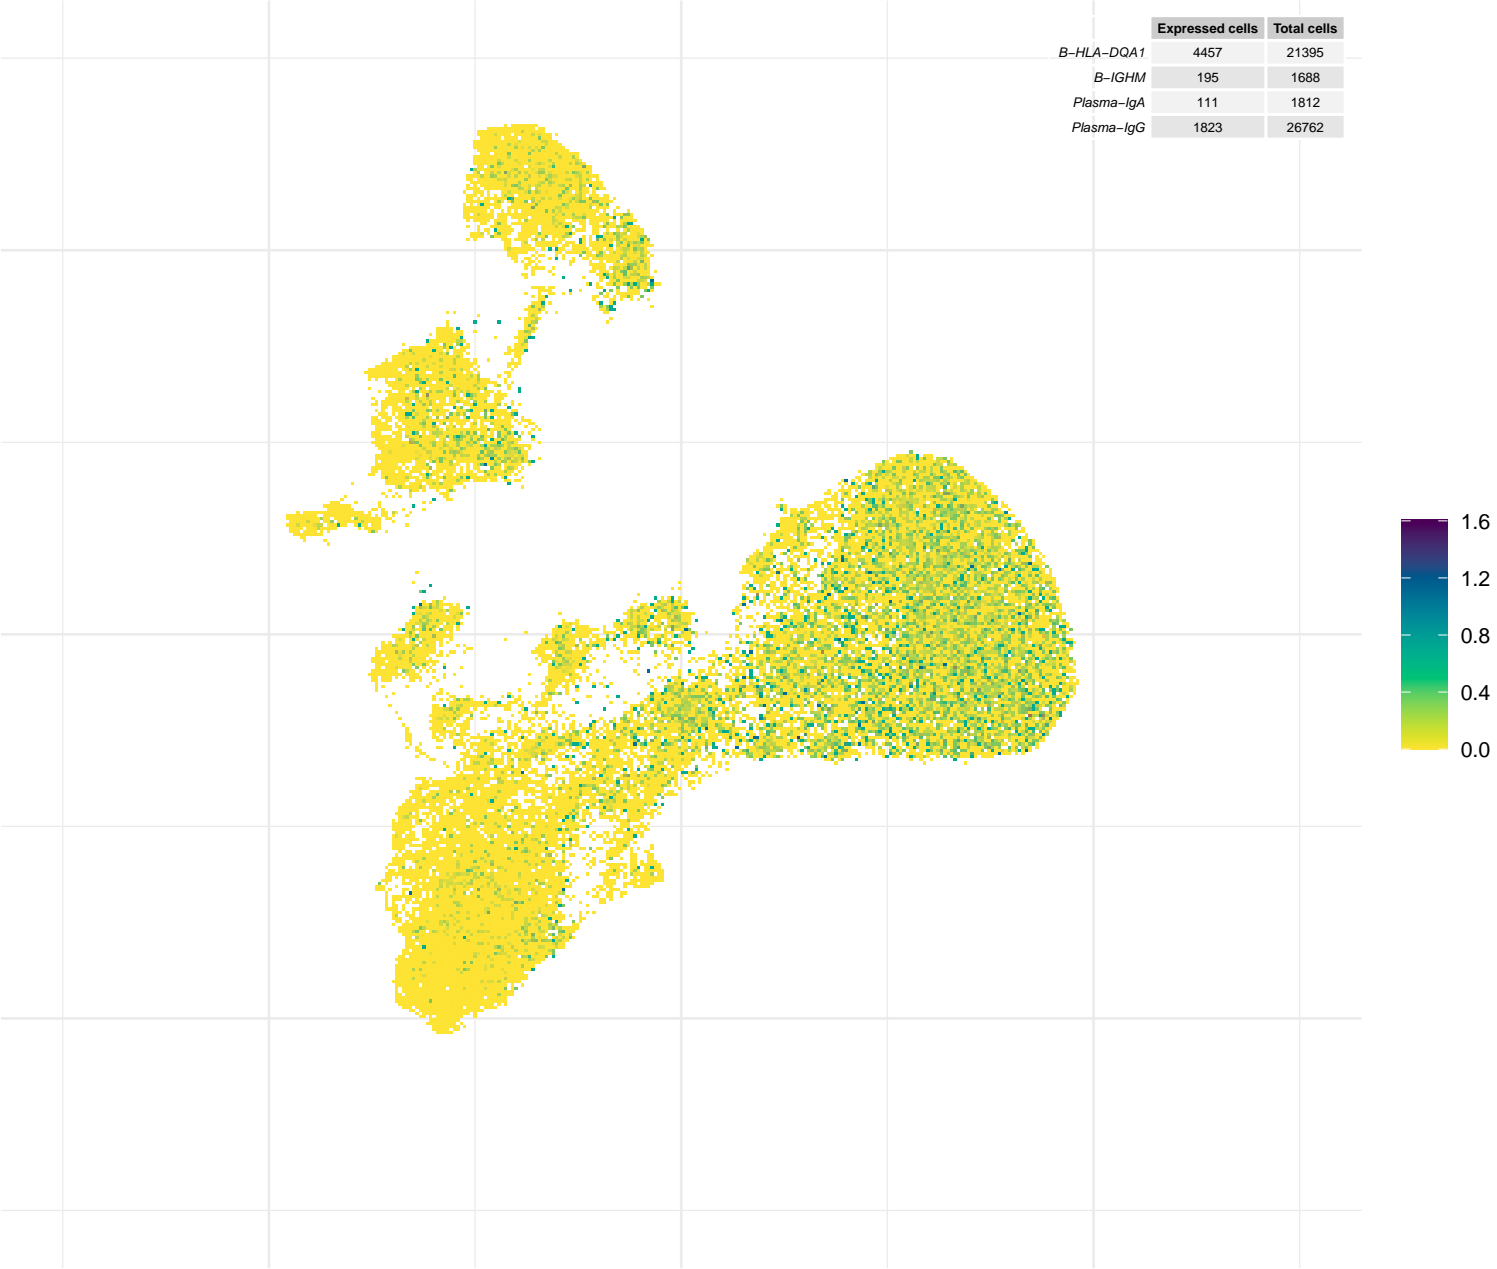 Expressed cells Total cells
B−HLA−DQA1 4457 21395
B−IGHM 195 1688
Plasma−IgA 111 1812
Plasma−IgG 1823 26762
1.6
1.2
0.8
0.4
0.0